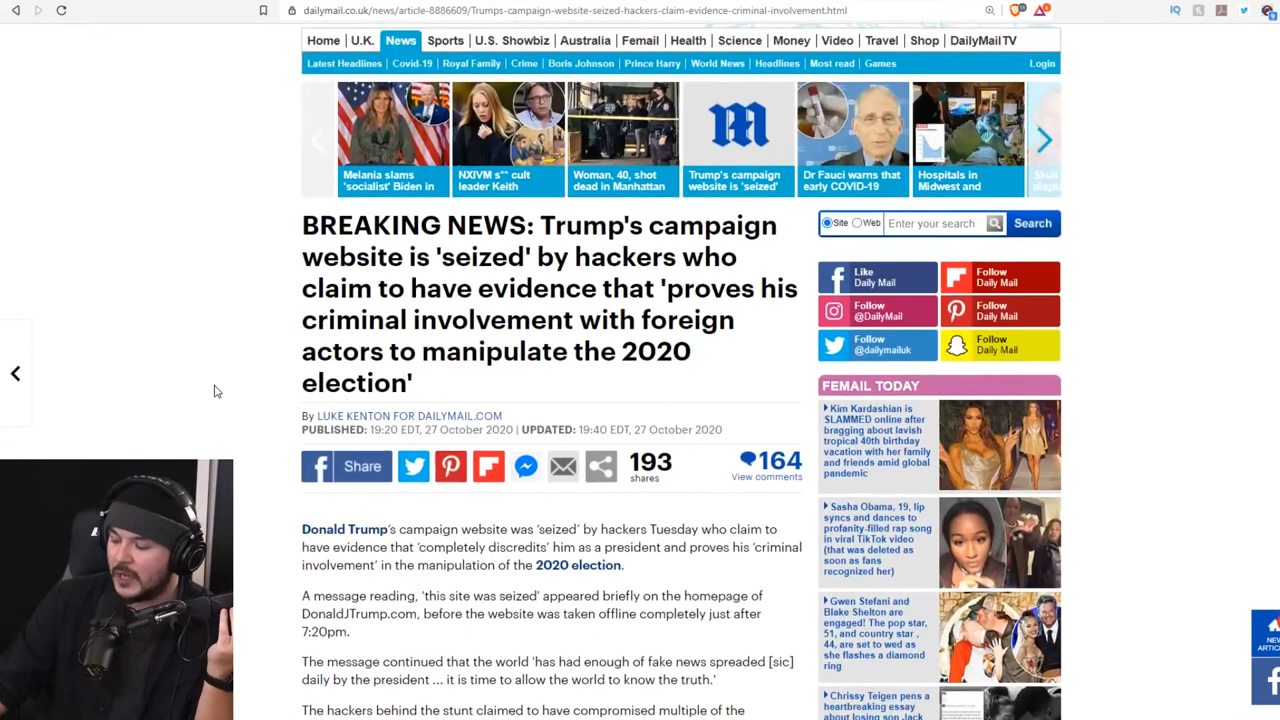 dailymail.co.uk/news/article-8886609/Trumps-campaign-website-seized-hackers-claim-evidence-criminal-involvement.html
Home U.K. News Sports U.S. Showbiz Australia Femail Health Science Money Video Travel Shop DailyMailTV
Latest Headlines Covid-19 Royal Family Crime Boris Johnson Prince Harry World News Headlines Most read Games Login
Melania slams
'socialist' Biden in
NXIVM s** cult
leader Keith
Woman, 40, shot
dead in Manhattan
Trump's campaign
website is 'seized'
Dr Fauci warns that
early COVID-19
Hospitals in
Midwest and
BREAKING NEWS: Trump's campaign
website is 'seized' by hackers who
claim to have evidence that 'proves his
criminal involvement with foreign
actors to manipulate the 2020
election'
By LUKE KENTON FOR DAILYMAIL.COM
PUBLISHED: 19:20 EDT, 27 October 2020 | UPDATED: 19:40 EDT, 27 October 2020
Share
193
shares
164
View comments
Donald Trump's campaign website was 'seized' by hackers Tuesday who claim to
have evidence that 'completely discredits' him as a president and proves his 'criminal
involvement' in the manipulation of the 2020 election.
A message reading, 'this site was seized' appeared briefly on the homepage of
DonaldTrump.com, before the website was taken offline completely just after
7:20pm.
The message continued that the world 'has had enough of fake news spreaded [sic]
daily by the president ... it is time to allow the world to know the truth.'
The hackers behind the stunt claimed to have compromised multiple of the
Site Web Enter your search Search
Like
Daily Mail
Follow
Daily Mail
Follow
@DailyMail
Follow
Daily Mail
Follow
@dailymailuk
Follow
Daily Mail
FEMAIL TODAY
Kim Kardashian is
SLAMMED online after
bragging about lavish
tropical 40th birthday
vacation with her family
and friends amid global
pandemic
Sasha Obama, 19, lip
syncs and dances to
profanity-filled rap song
in viral TikTok video
(that was deleted as
soon as fans
recognized her)
Gwen Stefani and
Blake Shelton are
engaged! The pop star,
51, and country star ,
44, are set to wed as
she flashes a diamond
ring
Chrissy Teigen pens a
heartbreaking essay
about losing son Jack